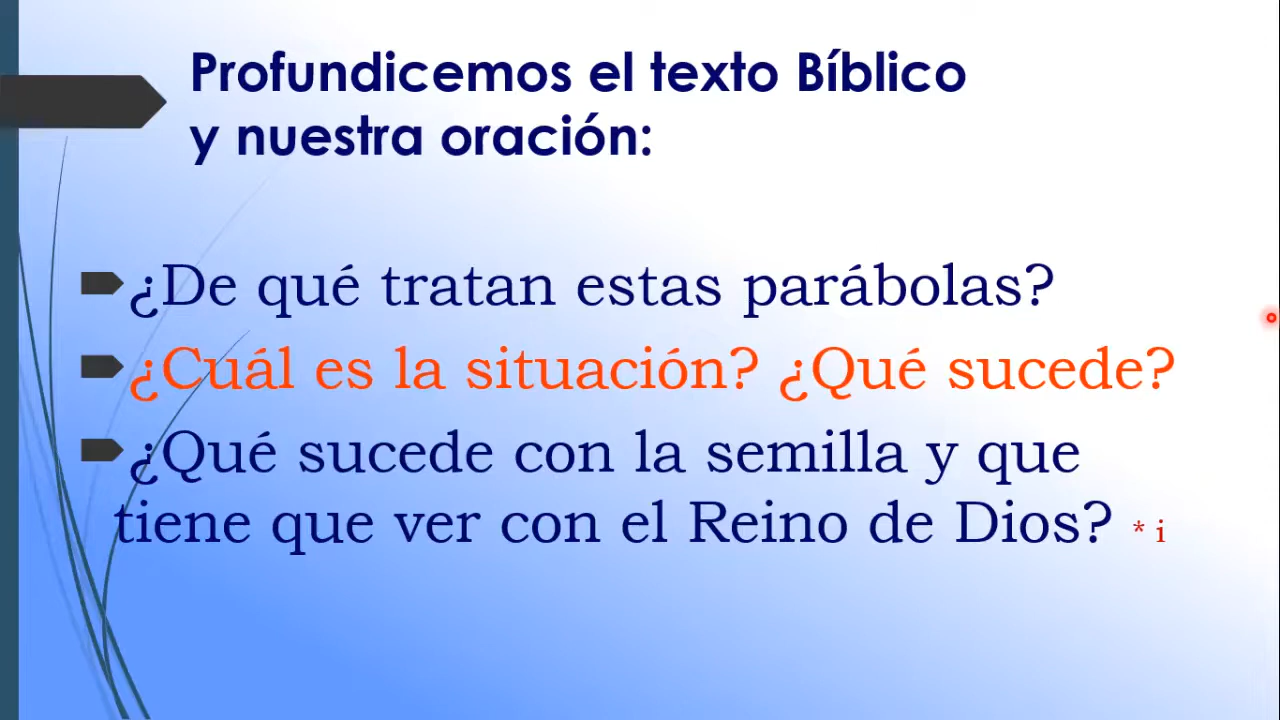 Profundicemos el texto Bíblico
y nuestra oración:
¿De qué tratan estas parábolas?
¿Cuál es la situación? ¿Qué sucede?
¿Qué sucede con la semilla y que
tiene que ver con el Reino de Dios? * i